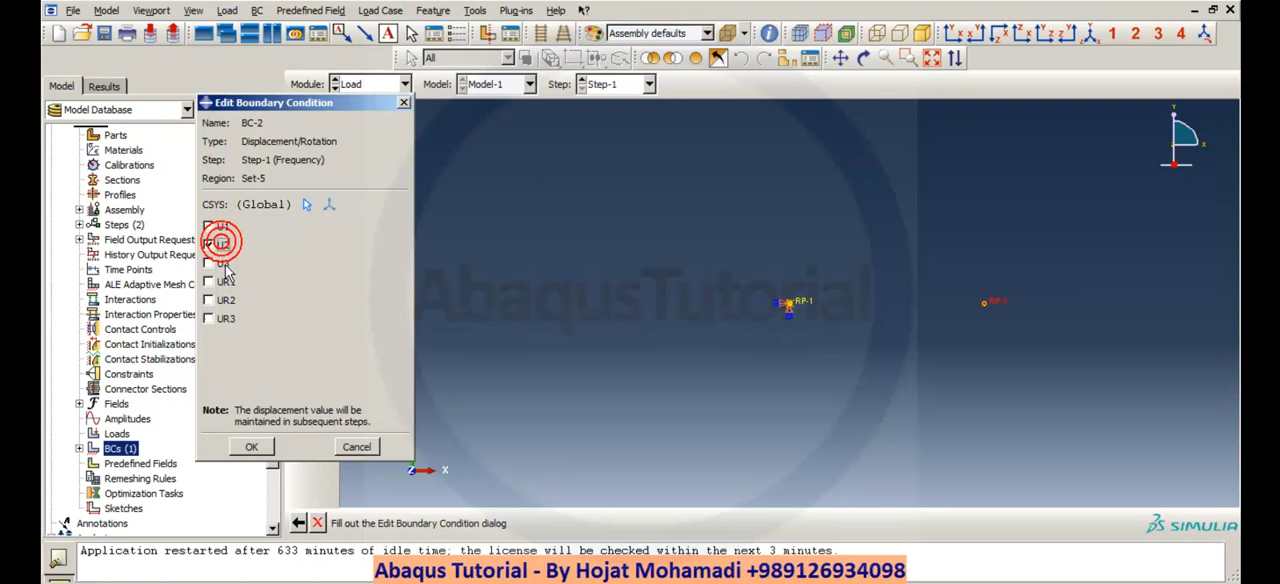 File Model Viewport View Load BC Predefined Field Load Case Feature Tools Plug-ins Help
A Assembly defaults 1 2 3 4
All
Model Results Module: Load Model: Model-1 Step: Step-1
Model Database
Edit Boundary Condition
Name: BC-2
Type: Displacement/Rotation
Step: Step-1 (Frequency)
Region: Set-5
CSYS: (Global)
UR2
UR3
Note: The displacement value will be
maintained in subsequent steps.
OK Cancel
Parts
Materials
Calibrations
Sections
Profiles
Assembly
Steps (2)
Field Output Request
History Output Reque
Time Points
ALE Adaptive Mesh C
Interactions
Interaction Properties
Contact Controls
Contact Initializations
Contact Stabilizations
Constraints
Connector Sections
Fields
Amplitudes
Loads
BCs (1)
Predefined Fields
Remeshing Rules
Optimization Tasks
Sketches
Annotations
AbaqusTutorial
RP-1
Y
X
Z X
Fill out the Edit Boundary Condition dialog
SIMULIA
Application restarted after 633 minutes of idle time; the license will be checked within the next 3 minutes.
Abaqus Tutorial - By Hojat Mohamadi +989126934098